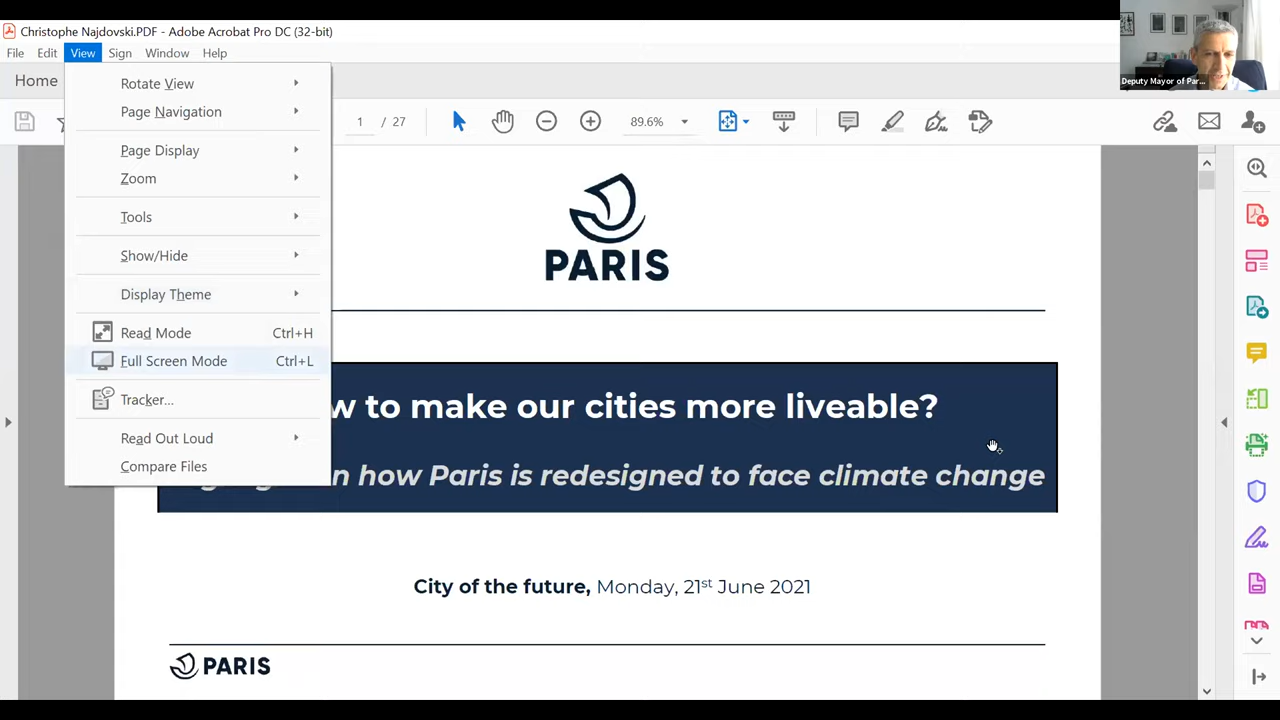 Christophe Najdovski.PDF - Adobe Acrobat Pro DC (32-bit)
File Edit View Sign Window Help
Home
Rotate View
Page Navigation
Page Display
Zoom
Tools
Show/Hide
Display Theme
Read Mode Ctrl+H
Full Screen Mode Ctrl+L
Tracker...
Read Out Loud
Compare Files
1 / 27
89.6%
Deputy Mayor of Par...
PARIS
w to make our cities more liveable?
n how Paris is redesigned to face climate change
City of the future, Monday, 21st June 2021
PARIS